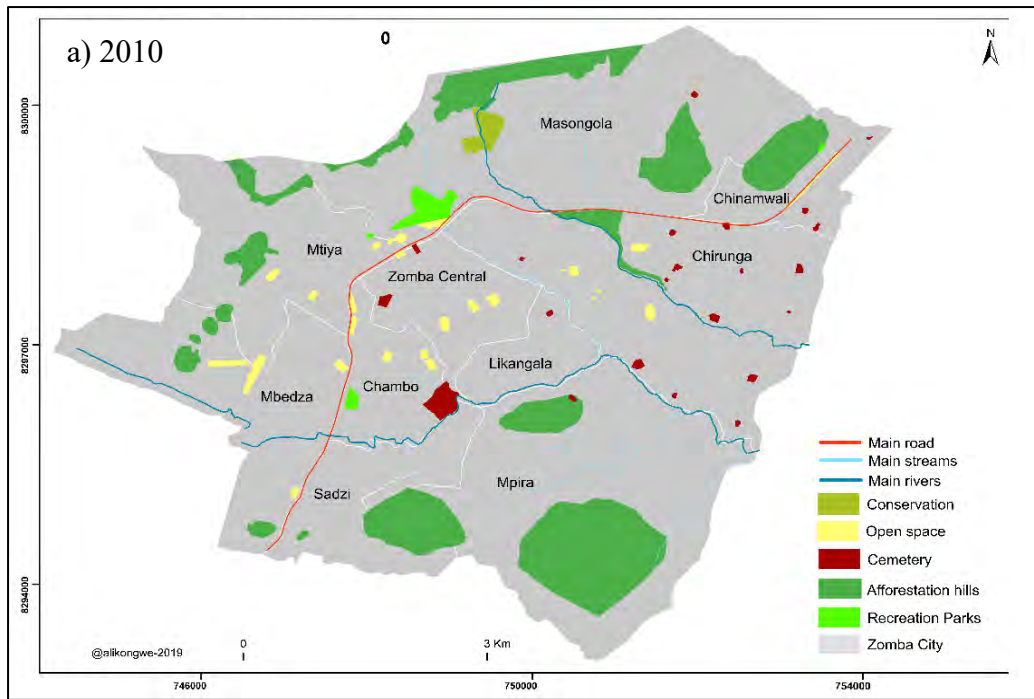 a) 2010
0
N
8300000
8297000
8294000
Masongola
Chinamwali
Mtiya
Chirunga
Zomba Central
Likangala
Chambo
Mbedza
Sadzi
Mpira
Main road
Main streams
Main rivers
Conservation
Open space
Cemetery
Afforestation hills
Recreation Parks
Zomba City
0 3 Km
@alikongwe-2019
746000 750000 754000